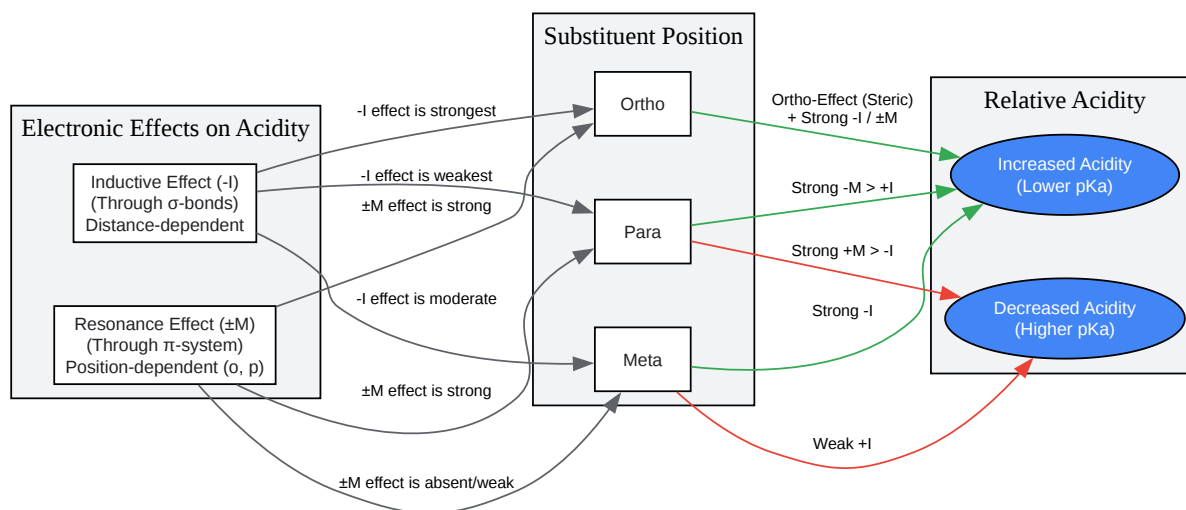 Electronic Effects on Acidity
Inductive Effect (-I)
(Through σ-bonds)
Distance-dependent
Resonance Effect (±M)
(Through π-system)
Position-dependent (o, p)
-I effect is strongest
-I effect is weakest
±M effect is strong
-I effect is moderate
±M effect is strong
±M effect is absent/weak
Substituent Position
Ortho
Para
Meta
Ortho-Effect (Steric)
+ Strong -I / ±M
Strong -M > +I
Strong +M > -I
Strong -I
Weak +I
Relative Acidity
Increased Acidity
(Lower pKa)
Decreased Acidity
(Higher pKa)